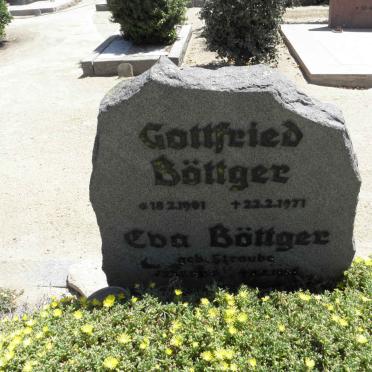 Gottfried
Böttger
* 18.2.1901 + 22.2.1971
Eva Böttger
geb. Straube